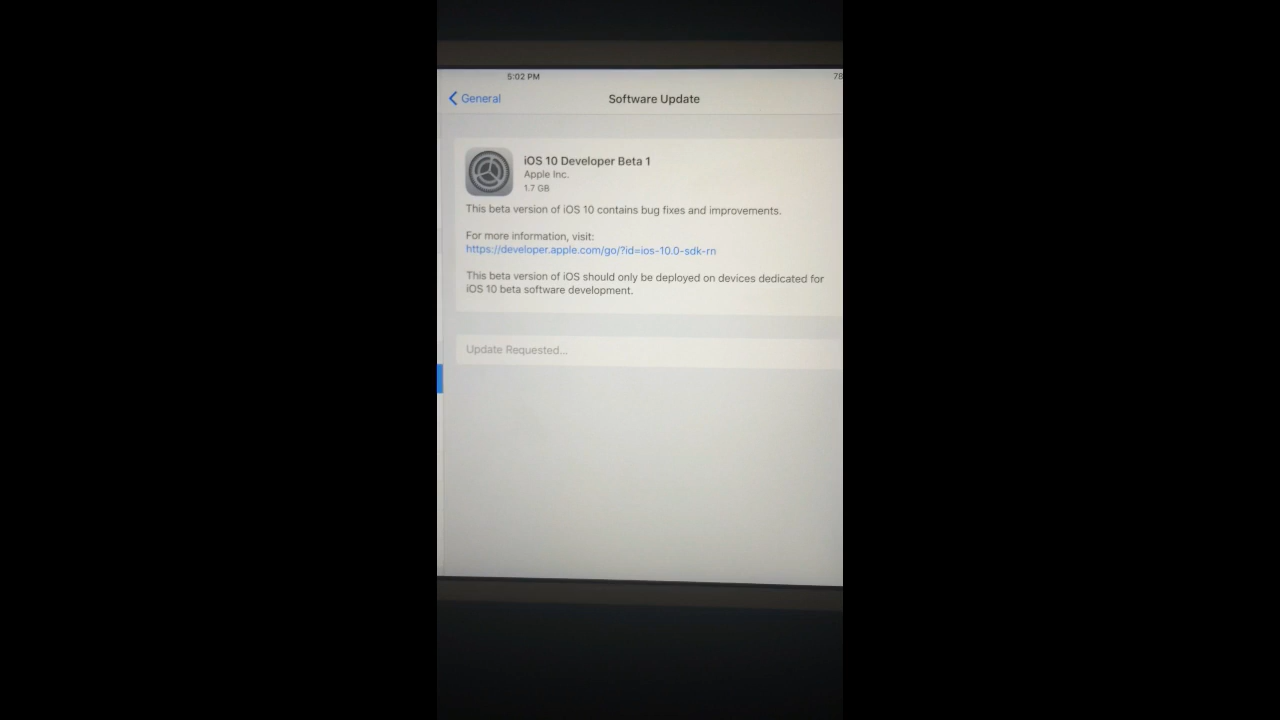 5:02 PM
78
General
Software Update
iOS 10 Developer Beta 1
Apple Inc.
1.7 GB
This beta version of iOS 10 contains bug fixes and improvements.
For more information, visit:
https://developer.apple.com/go/?id=ios-10.0-sdk-rn
This beta version of iOS should only be deployed on devices dedicated for
iOS 10 beta software development.
Update Requested...